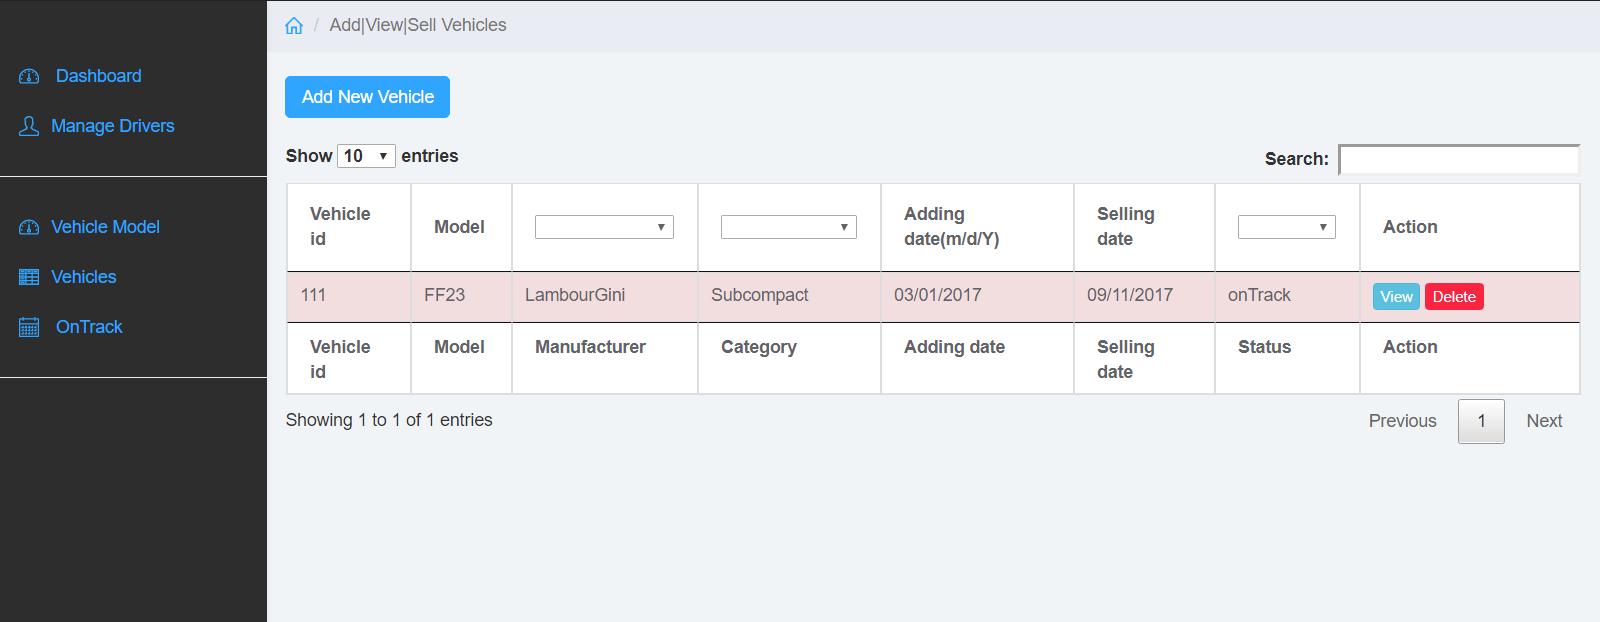 Add|View|Sell Vehicles
Dashboard
Manage Drivers
Vehicle Model
Vehicles
OnTrack
Add New Vehicle
Show 10 entries
Search:
Vehicle id Model Adding date(m/d/Y) Selling date Action
111 FF23 LambourGini Subcompact 03/01/2017 09/11/2017 onTrack View Delete
Vehicle id Model Manufacturer Category Adding date Selling date Status Action
Showing 1 to 1 of 1 entries
Previous 1 Next